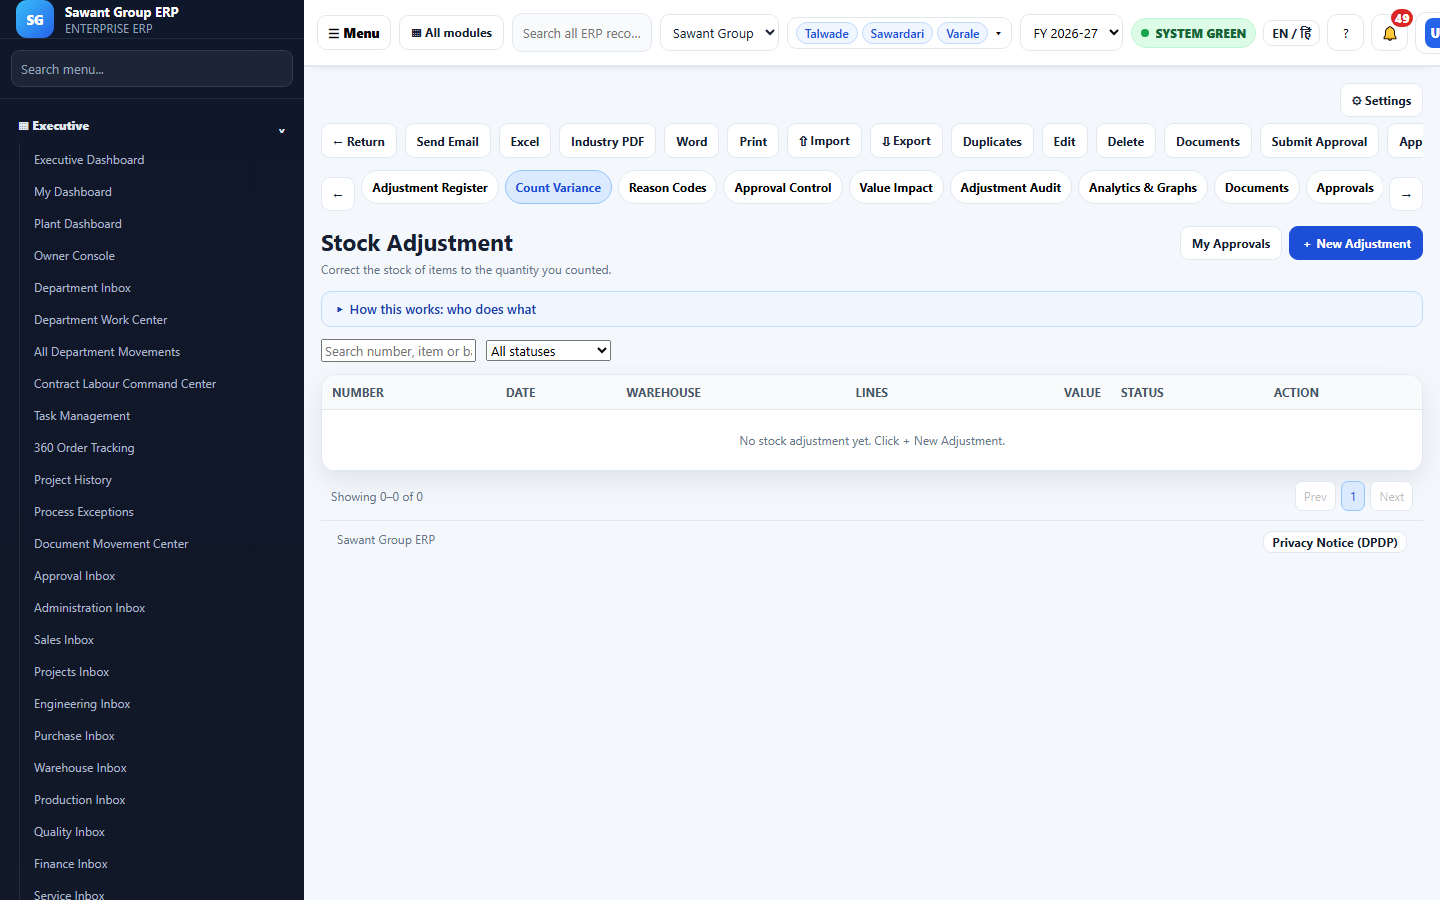 SG
Sawant Group ERP
ENTERPRISE ERP
Search menu...
Executive
Executive Dashboard
My Dashboard
Plant Dashboard
Owner Console
Department Inbox
Department Work Center
All Department Movements
Contract Labour Command Center
Task Management
360 Order Tracking
Project History
Process Exceptions
Document Movement Center
Approval Inbox
Administration Inbox
Sales Inbox
Projects Inbox
Engineering Inbox
Purchase Inbox
Warehouse Inbox
Production Inbox
Quality Inbox
Finance Inbox
Service Inbox
☰ Menu All modules Search all ERP reco... Sawant Group Talwade Sawardari Varale FY 2026-27 SYSTEM GREEN EN / हिं ? 49 U
⚙ Settings
← Return Send Email Excel Industry PDF Word Print ⇧ Import ⇩ Export Duplicates Edit Delete Documents Submit Approval App
← Adjustment Register Count Variance Reason Codes Approval Control Value Impact Adjustment Audit Analytics & Graphs Documents Approvals →
Stock Adjustment
My Approvals + New Adjustment
Correct the stock of items to the quantity you counted.
▸ How this works: who does what
Search number, item or ba All statuses
NUMBER DATE WAREHOUSE LINES VALUE STATUS ACTION
No stock adjustment yet. Click + New Adjustment.
Showing 0–0 of 0 Prev 1 Next
Sawant Group ERP Privacy Notice (DPDP)